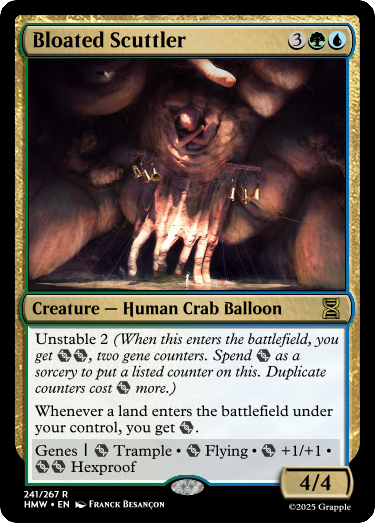 Bloated Scuttler 3
Creature — Human Crab Balloon
Unstable 2 (When this enters the battlefield, you
get , two gene counters. Spend as a
sorcery to put a listed counter on this. Duplicate
counters cost more.)
Whenever a land enters the battlefield under
your control, you get .
Genes | Trample • Flying • +1/+1 •
Hexproof
4/4
241/267 R
HMW • EN Franck Besançon
©2025 Grapple